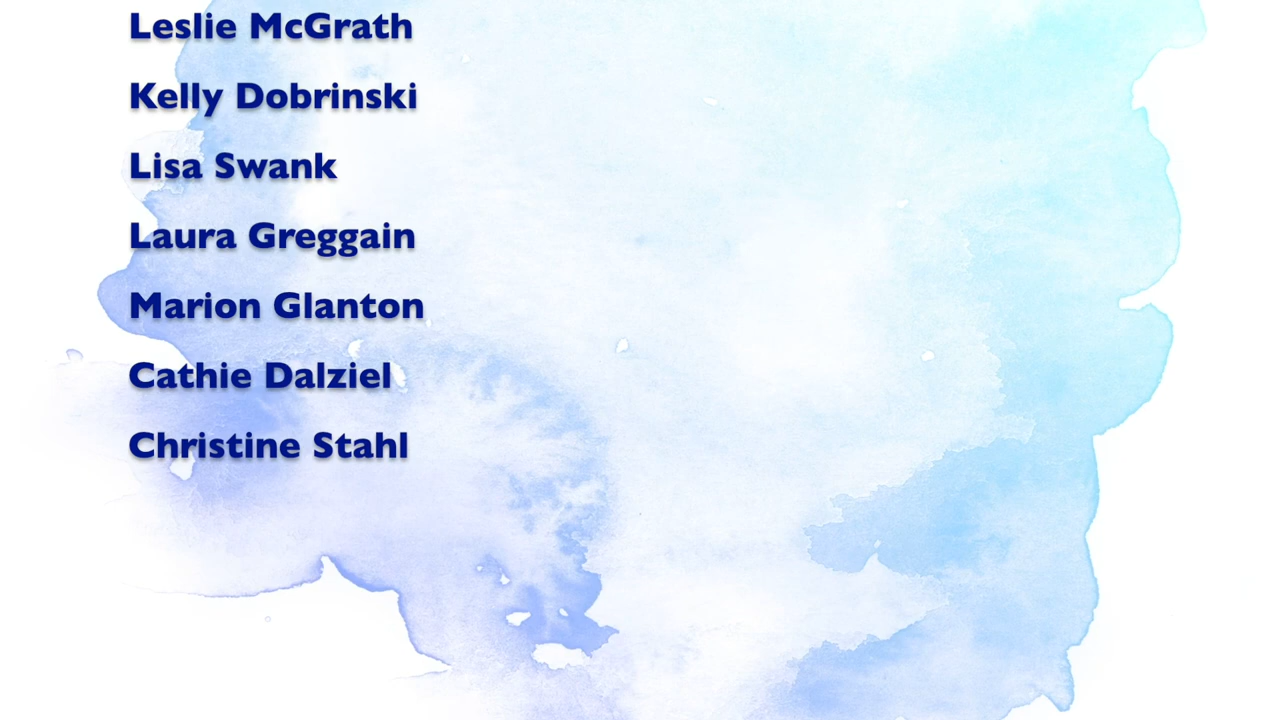 Leslie McGrath
Kelly Dobrinski
Lisa Swank
Laura Greggain
Marion Glanton
Cathie Dalziel
Christine Stahl